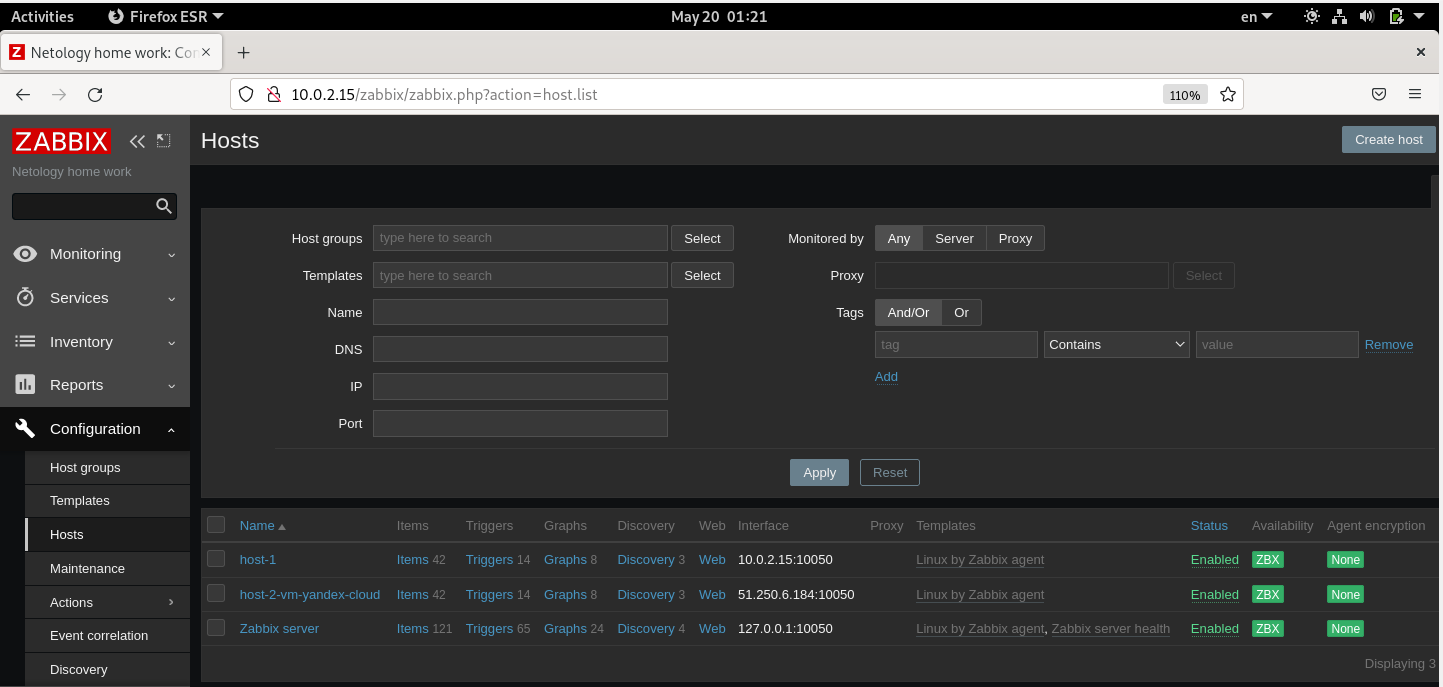 Activities Firefox ESR May 20 01:21 en
Netology home work: Con
10.0.2.15/zabbix/zabbix.php?action=host.list 110%
ZABBIX
Netology home work
Monitoring
Services
Inventory
Reports
Configuration
Host groups
Templates
Hosts
Maintenance
Actions
Event correlation
Discovery
Hosts Create host
Host groups type here to search Select
Templates type here to search Select
Name
DNS
IP
Port
Monitored by Any Server Proxy
Proxy Select
Tags And/Or Or
tag Contains value Remove
Add
Apply Reset
Name Items Triggers Graphs Discovery Web Interface Proxy Templates Status Availability Agent encryption
host-1 Items 42 Triggers 14 Graphs 8 Discovery 3 Web 10.0.2.15:10050 Linux by Zabbix agent Enabled ZBX None
host-2-vm-yandex-cloud Items 42 Triggers 14 Graphs 8 Discovery 3 Web 51.250.6.184:10050 Linux by Zabbix agent Enabled ZBX None
Zabbix server Items 121 Triggers 65 Graphs 24 Discovery 4 Web 127.0.0.1:10050 Linux by Zabbix agent, Zabbix server health Enabled ZBX None
Displaying 3